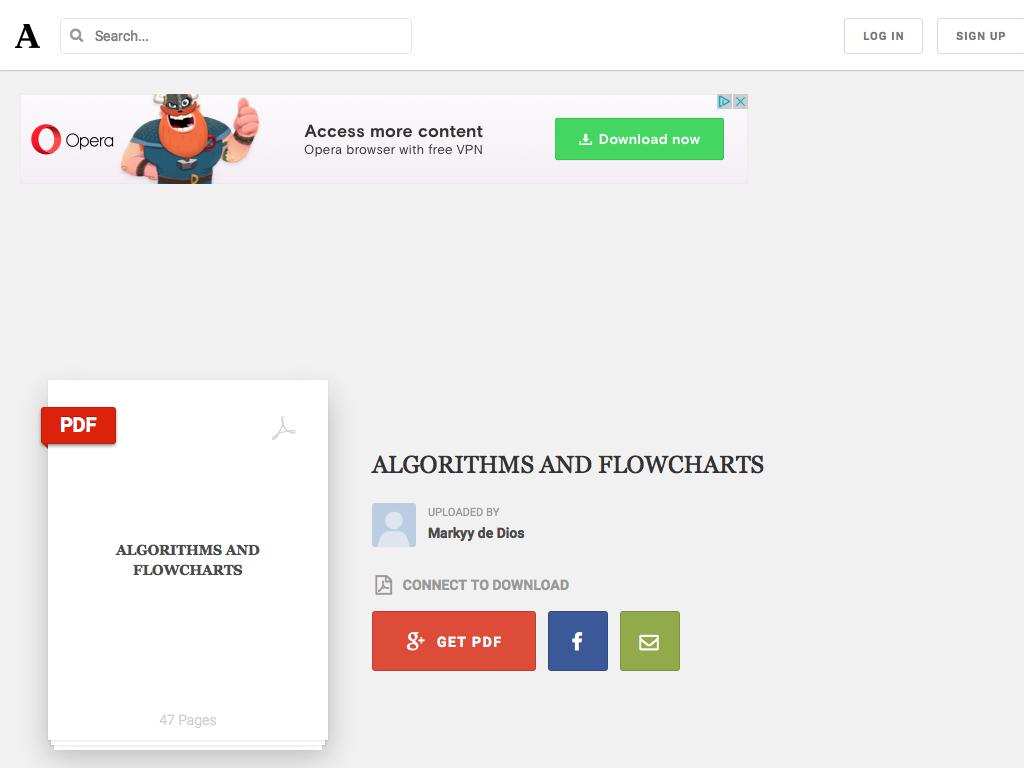 A
Search...
LOG IN
SIGN UP
Opera
Access more content
Opera browser with free VPN
Download now
PDF
ALGORITHMS AND
FLOWCHARTS
47 Pages
ALGORITHMS AND FLOWCHARTS
UPLOADED BY
Markyy de Dios
CONNECT TO DOWNLOAD
g+ GET PDF
f